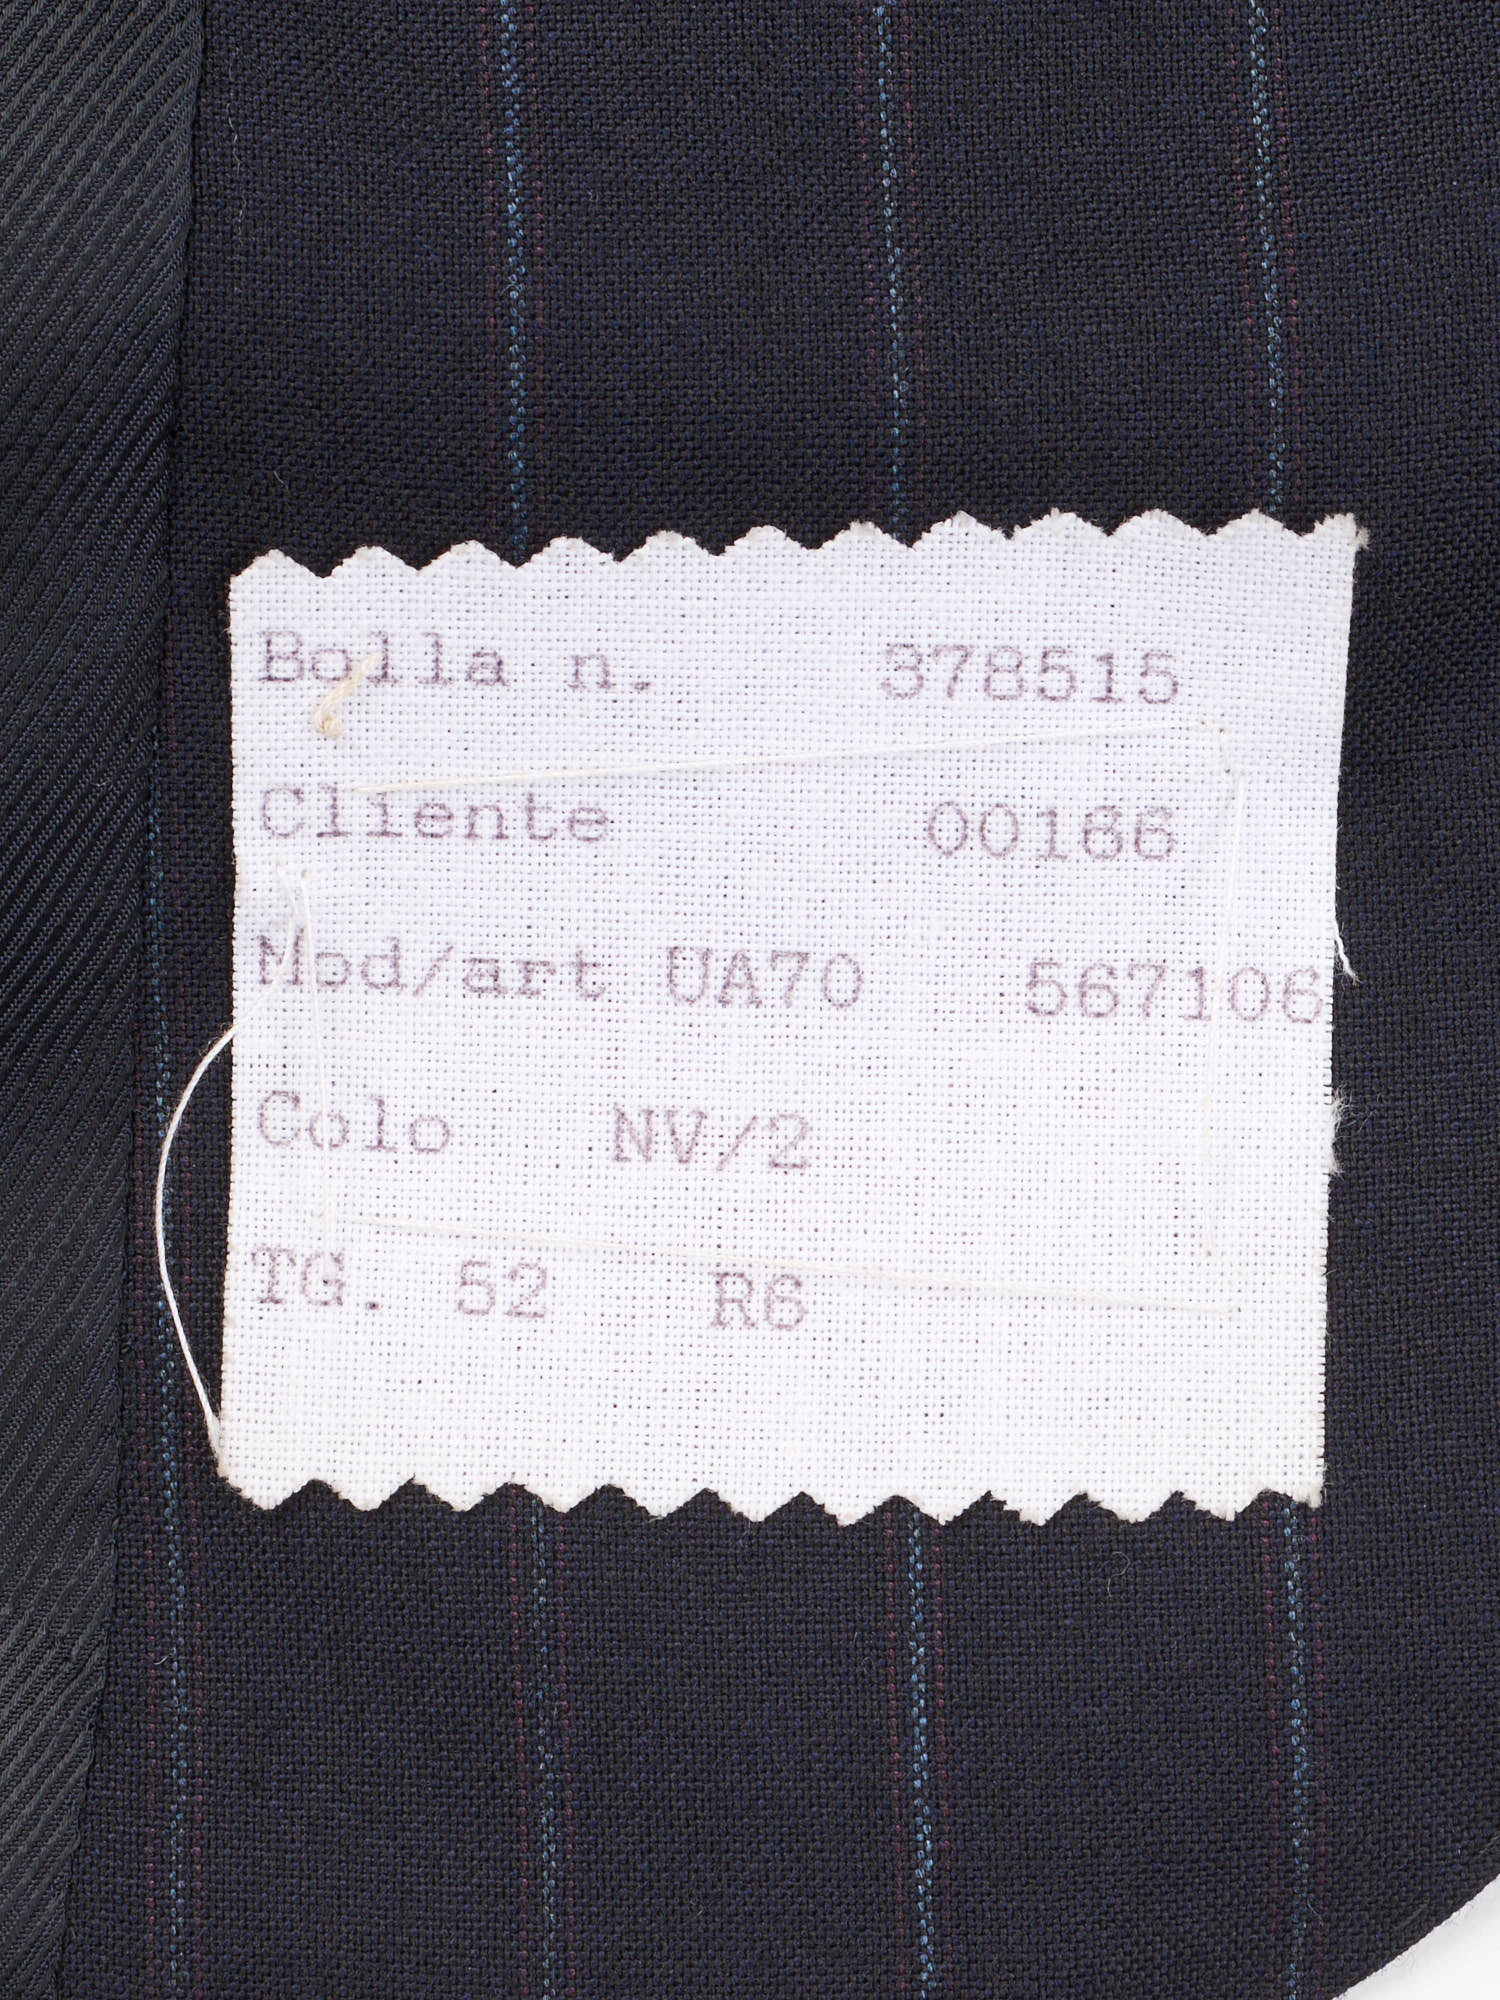 Bolla n. 378515
Cliente 00166
Mod/art UA70 567106
Colo NV/2
TG. 52 R6